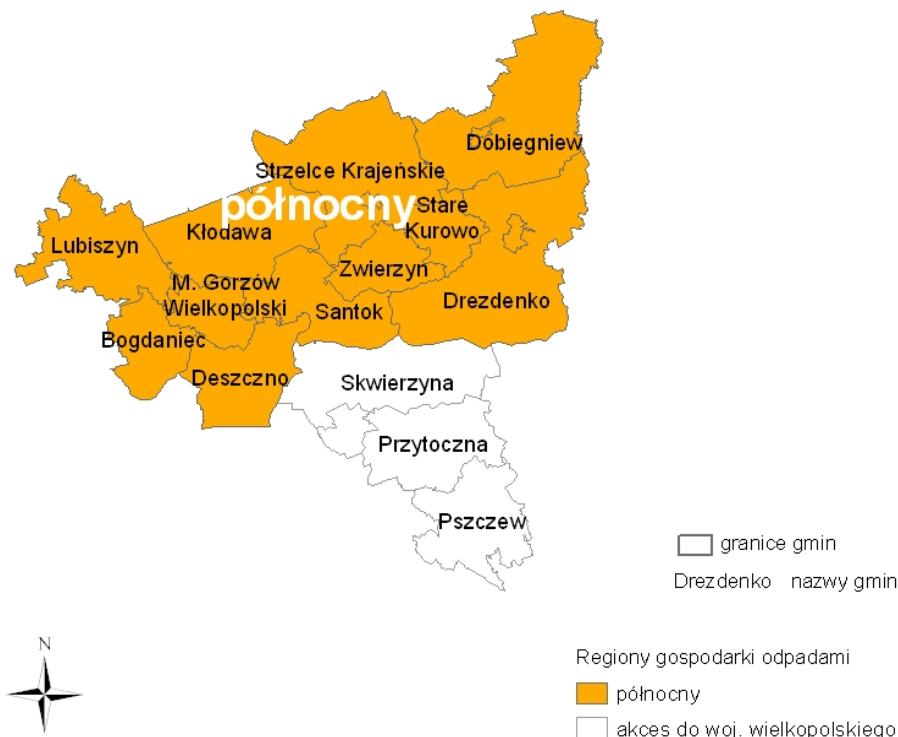 Dobiegniew
Strzelce Krajeńskie
północny
Stare
Kurowo
Kłodawa
Lubiszyn
Zwierzyn
M. Gorzów
Wielkopolski
Santok
Drezdenko
Bogdaniec
Deszczno
Skwierzyna
Przytoczna
Pszczew
granice gmin
Drezdenko nazwy gmin
N
Regiony gospodarki odpadami
północny
akces do woj. wielkopolskiego